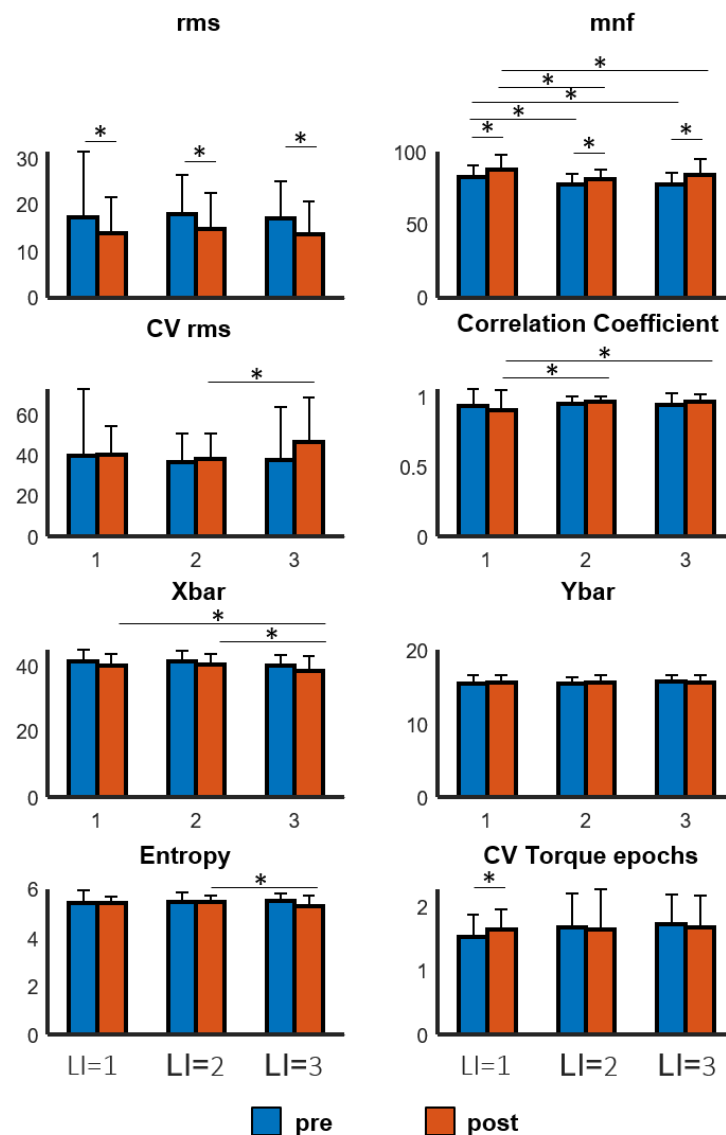 rms
mnf
* * *
* * * * * * *
30
20
10
0
100
50
0
CV rms
Correlation Coefficient
*
* *
60
40
20
0
1 2 3
1
0.5
0
1 2 3
Xbar
Ybar
* *
40
20
0
1 2 3
20
10
0
1 2 3
Entropy
CV Torque epochs
*
*
6
4
2
0
LI=1 LI=2 LI=3
2
1
0
LI=1 LI=2 LI=3
pre post